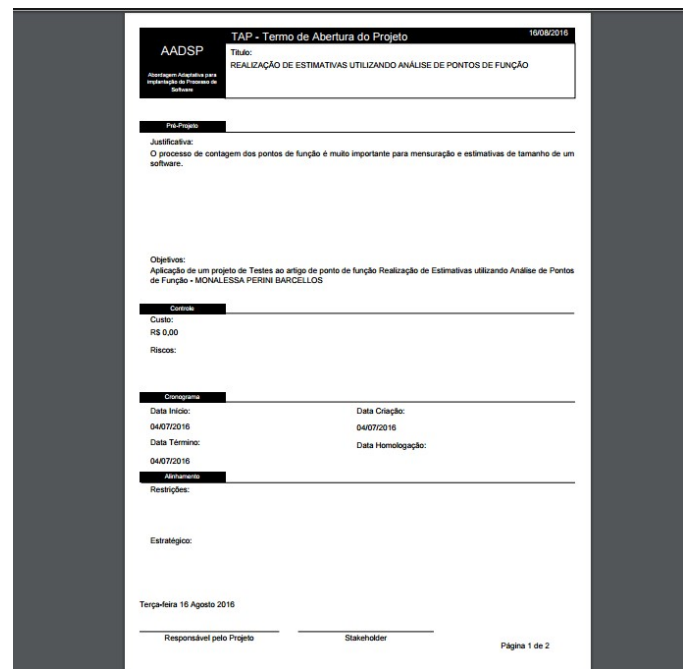 TAP - Termo de Abertura do Projeto
16/08/2016
AADSP
Abordagem Adaptativa para
implantação do Processo de
Software
Título:
REALIZAÇÃO DE ESTIMATIVAS UTILIZANDO ANÁLISE DE PONTOS DE FUNÇÃO
Pré-Projeto
Justificativa:
O processo de contagem dos pontos de função é muito importante para mensuração e estimativas de tamanho de um
software.
Objetivos:
Aplicação de um projeto de Testes ao artigo de ponto de função Realização de Estimativas utilizando Análise de Pontos
de Função - MONALESSA PERINI BARCELLOS
Controle
Custo:
R$ 0,00
Riscos:
Cronograma
Data Início:
Data Criação:
04/07/2016
04/07/2016
Data Término:
Data Homologação:
04/07/2016
Alinhamento
Restrições:
Estratégico:
Terça-feira 16 Agosto 2016
Responsável pelo Projeto
Stakeholder
Página 1 de 2